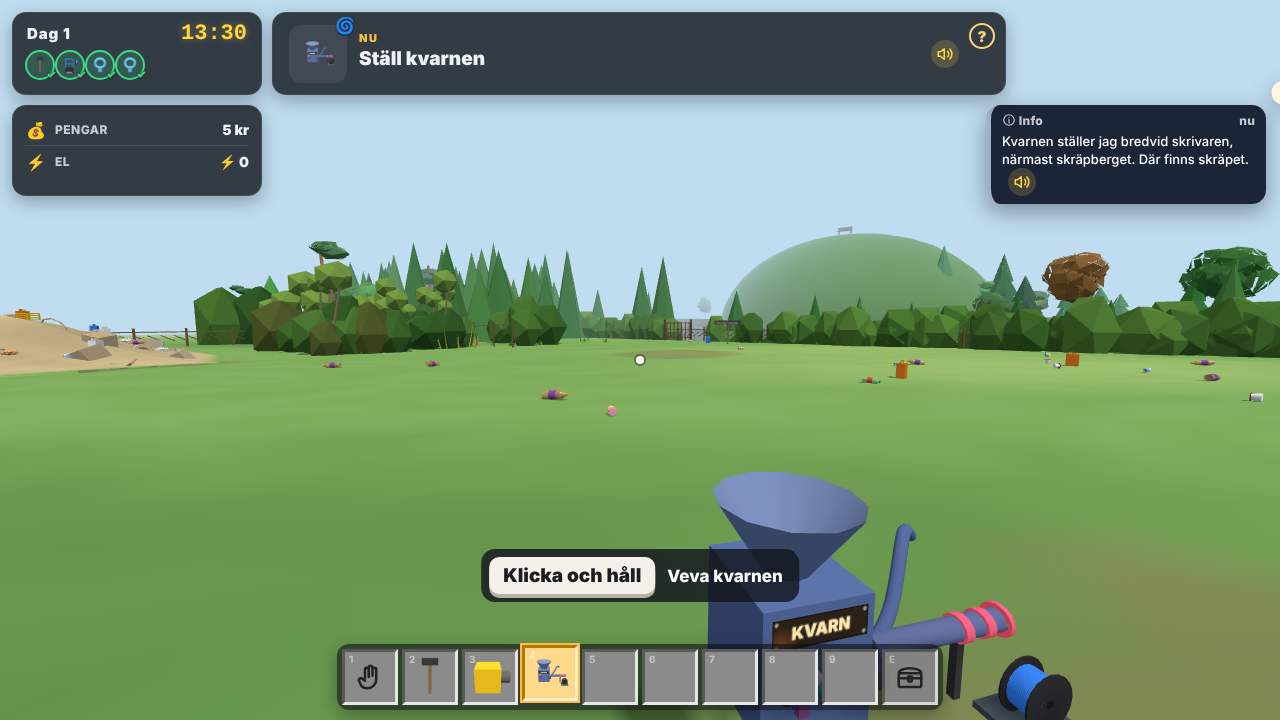 Dag 1
13:30
NU
Ställ kvarnen
?
PENGAR
5 kr
EL
0
Info
nu
Kvarnen ställer jag bredvid skrivaren,
närmast skräpberget. Där finns skräpet.
Klicka och håll
Veva kvarnen
KVARN
1
2
3
4
5
6
7
8
9
E